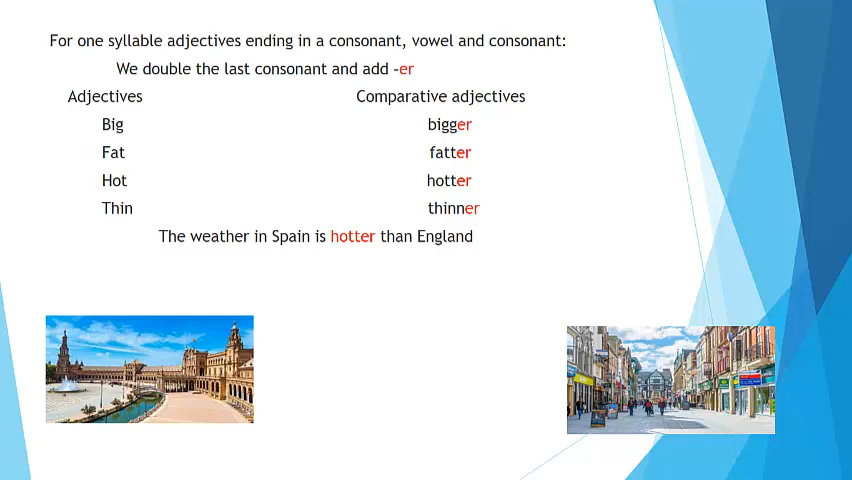 For one syllable adjectives ending in a consonant, vowel and consonant:
We double the last consonant and add –er
Adjectives Comparative adjectives
Big bigger
Fat fatter
Hot hotter
Thin thinner
The weather in Spain is hotter than England